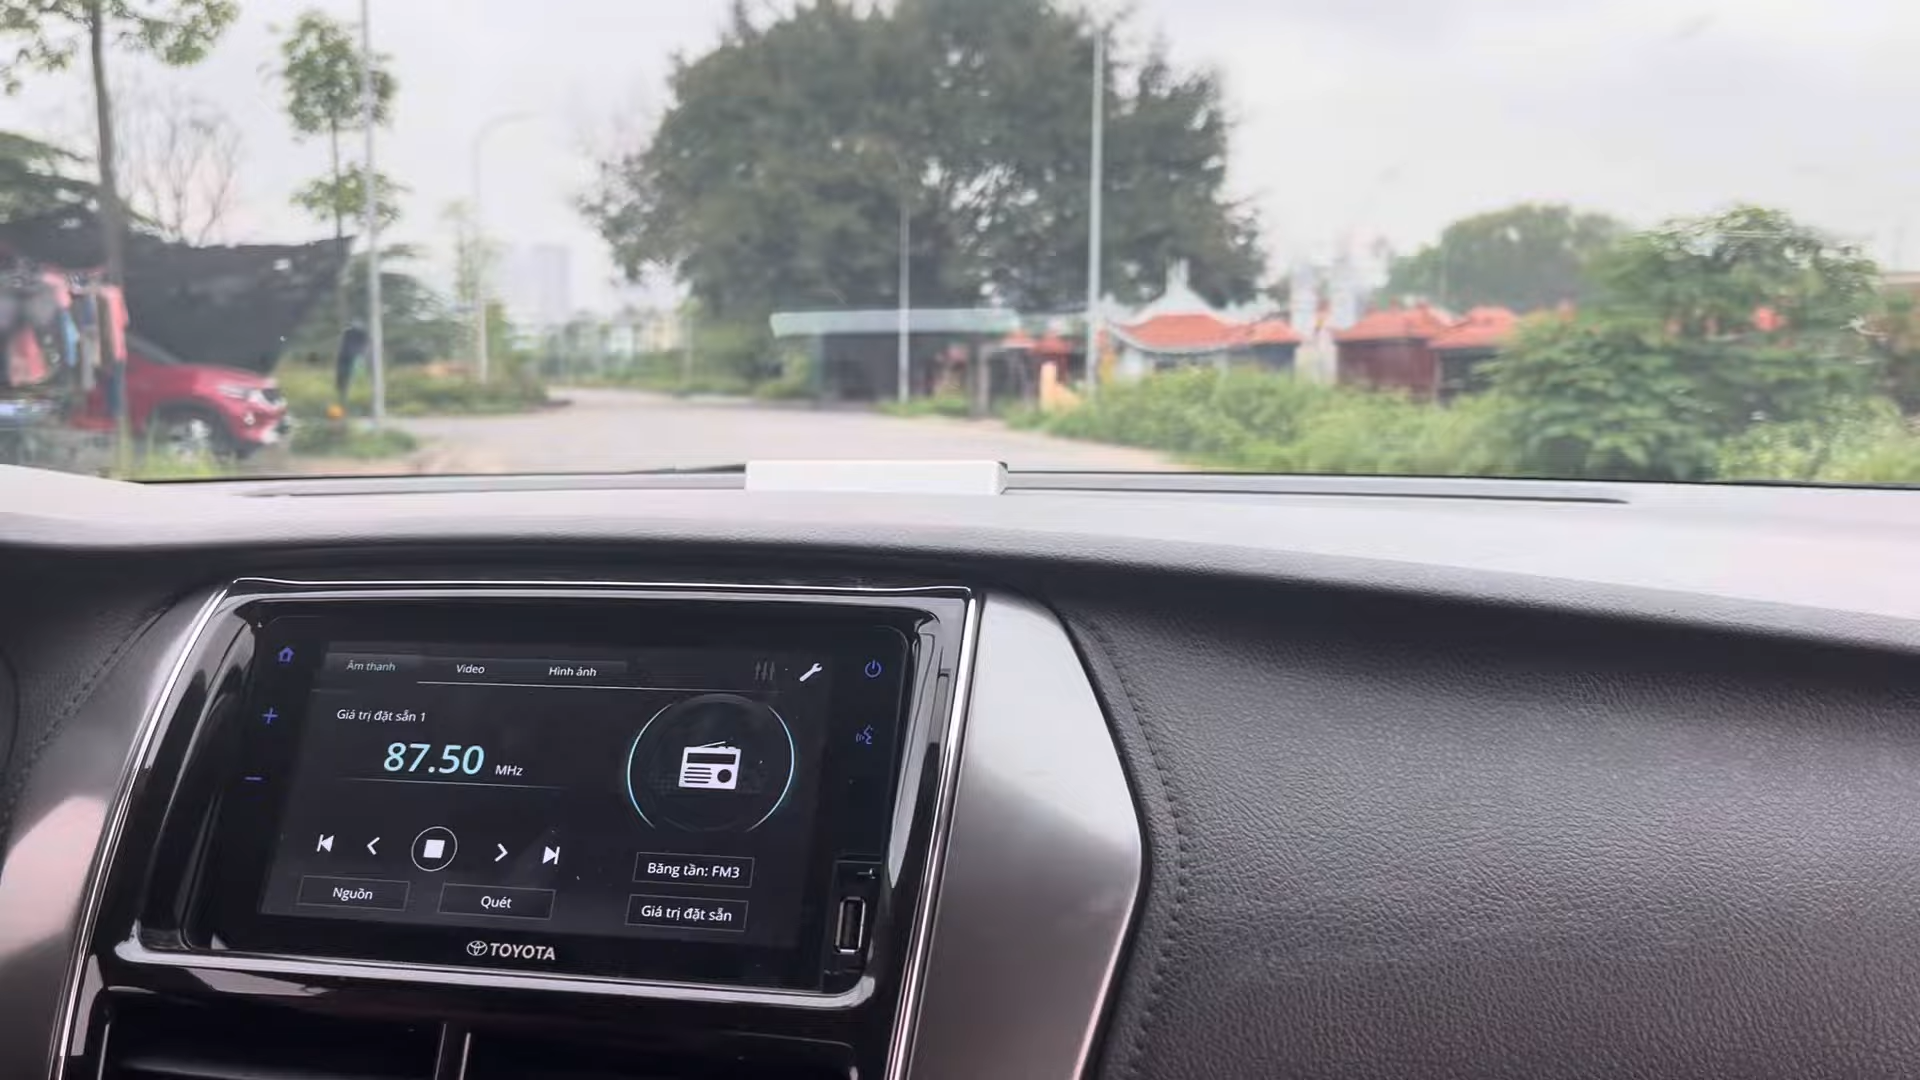 Âm thanh Video Hình ảnh
Giá trị đặt sẵn 1
87.50 MHz
Băng tần: FM3
Nguồn Quét Giá trị đặt sẵn
TOYOTA